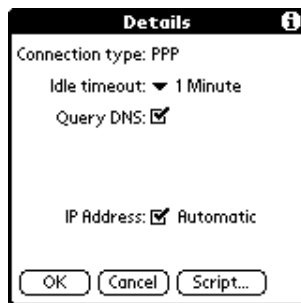 Details
Connection type: PPP
Idle timeout: 1 Minute
Query DNS:
IP Address: Automatic
OK Cancel Script...